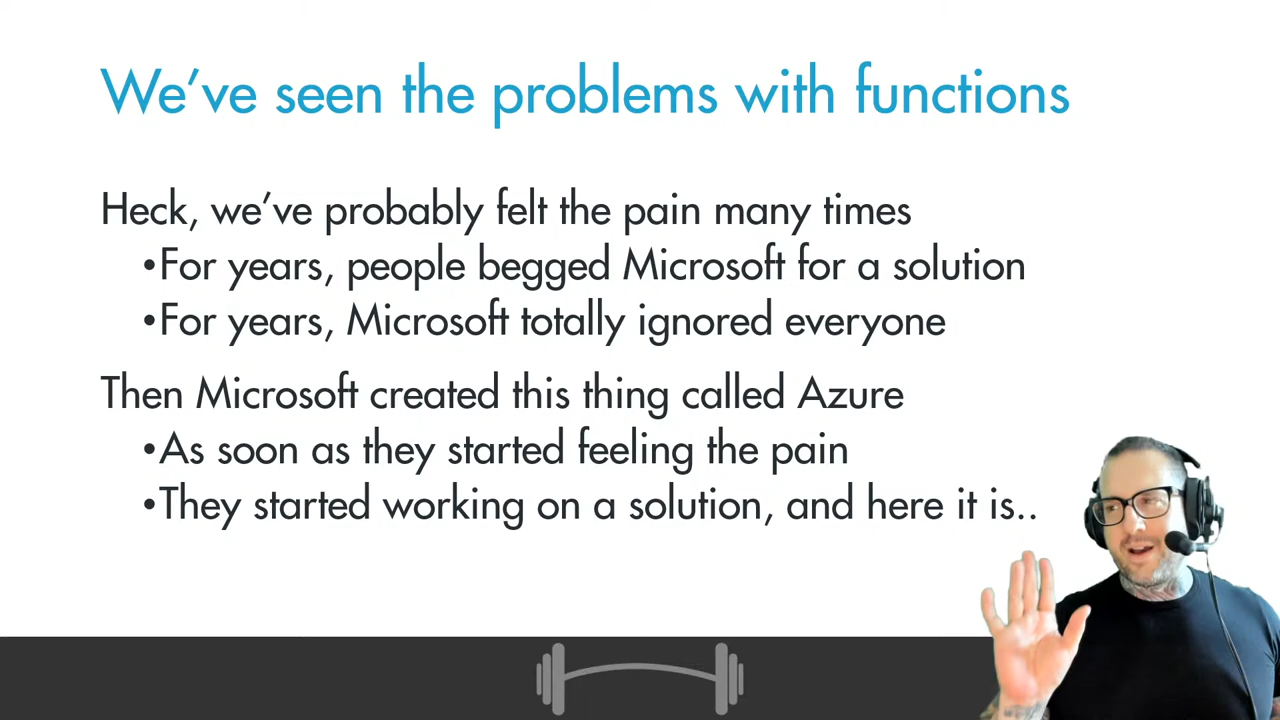 We've seen the problems with functions
Heck, we've probably felt the pain many times
•For years, people begged Microsoft for a solution
•For years, Microsoft totally ignored everyone
Then Microsoft created this thing called Azure
•As soon as they started feeling the pain
•They started working on a solution, and here it is..